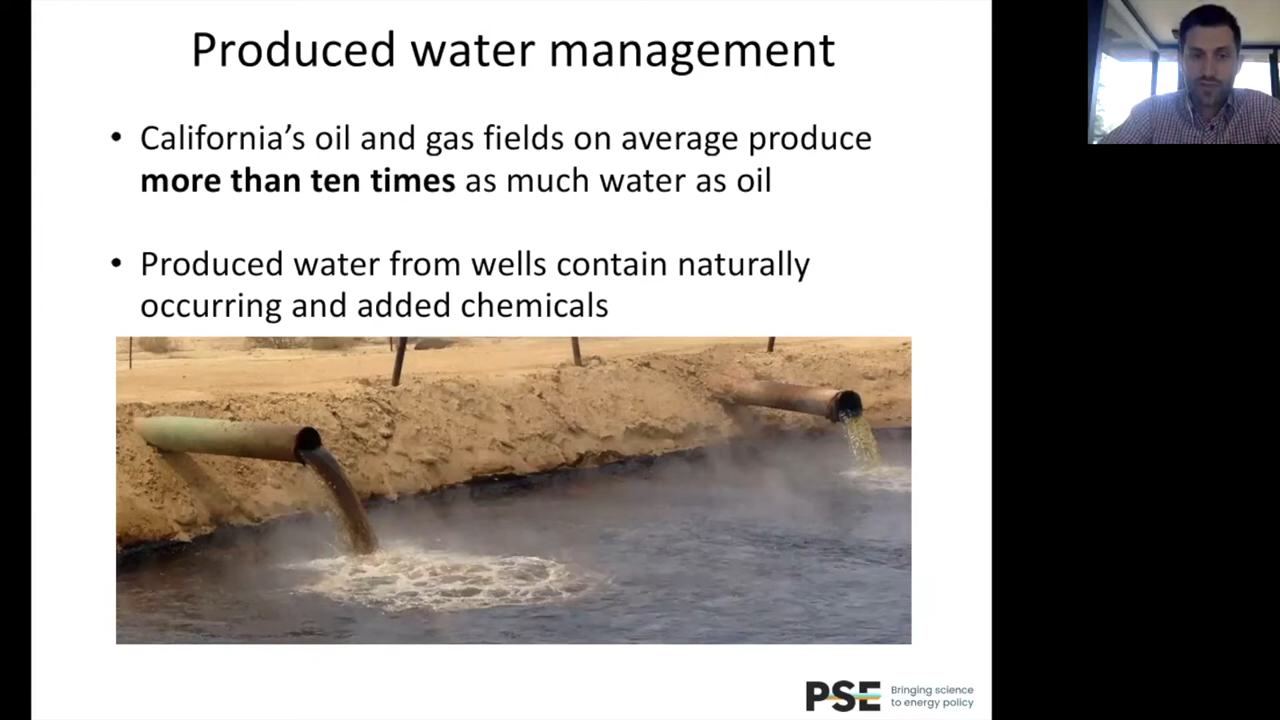 Produced water management
• California’s oil and gas fields on average produce
more than ten times as much water as oil
• Produced water from wells contain naturally
occurring and added chemicals
PSE
Bringing science
to energy policy